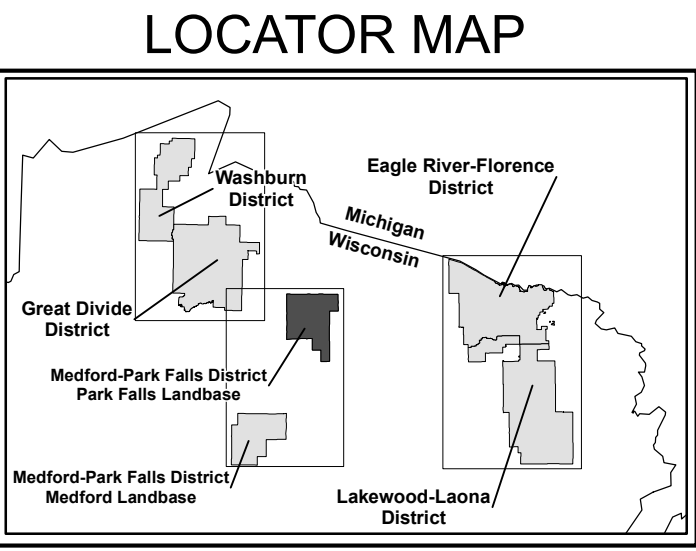 LOCATOR MAP
Washburn
District
Eagle River-Florence
District
Michigan
Wisconsin
Great Divide
District
Medford-Park Falls District
Park Falls Landbase
Medford-Park Falls District
Medford Landbase
Lakewood-Laona
District